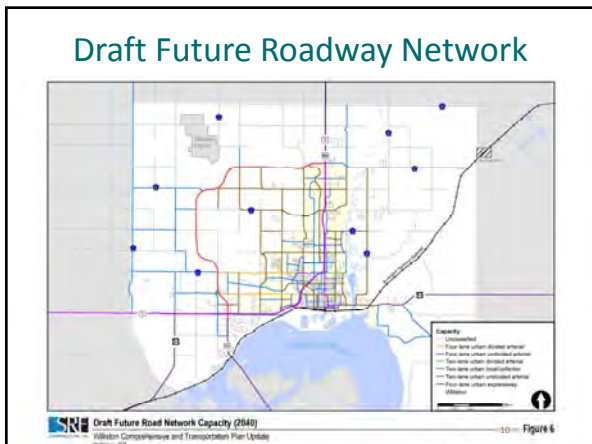 Draft Future Roadway Network
Capacity
Unclassified
Four-lane urban divided arterial
Four-lane urban undivided arterial
Two-lane urban divided arterial
Two-lane urban local/collector
Two-lane urban undivided arterial
Four-lane urban expressway
Williston
SRF
Draft Future Road Network Capacity (2040)
Williston Comprehensive and Transportation Plan Update
10
Figure 6